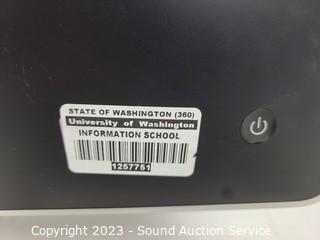 STATE OF WASHINGTON (360)
University of Washington
INFORMATION SCHOOL
1257751
Copyright 2023 - Sound Auction Service